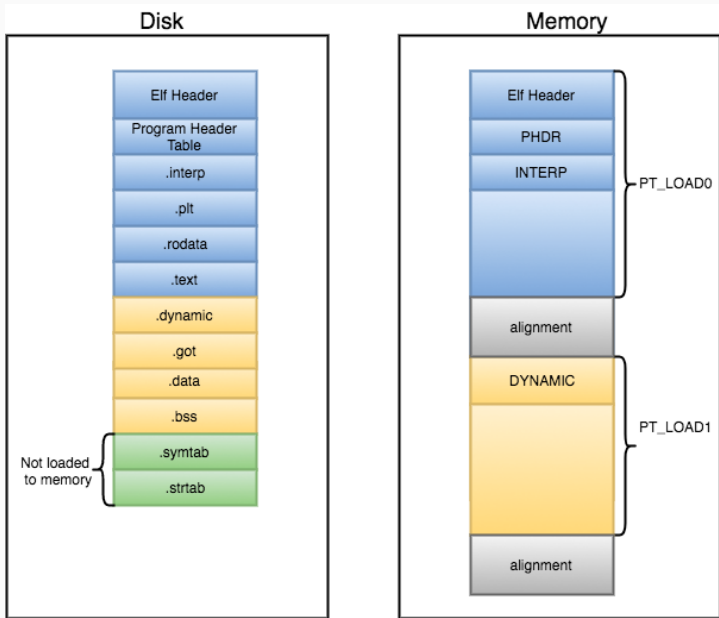 Disk
Elf Header
Program Header
Table
.interp
.plt
.rodata
.text
.dynamic
.got
.data
.bss
.symtab
.strtab
Not loaded
to memory
Memory
Elf Header
PHDR
INTERP
PT_LOAD0
alignment
DYNAMIC
PT_LOAD1
alignment